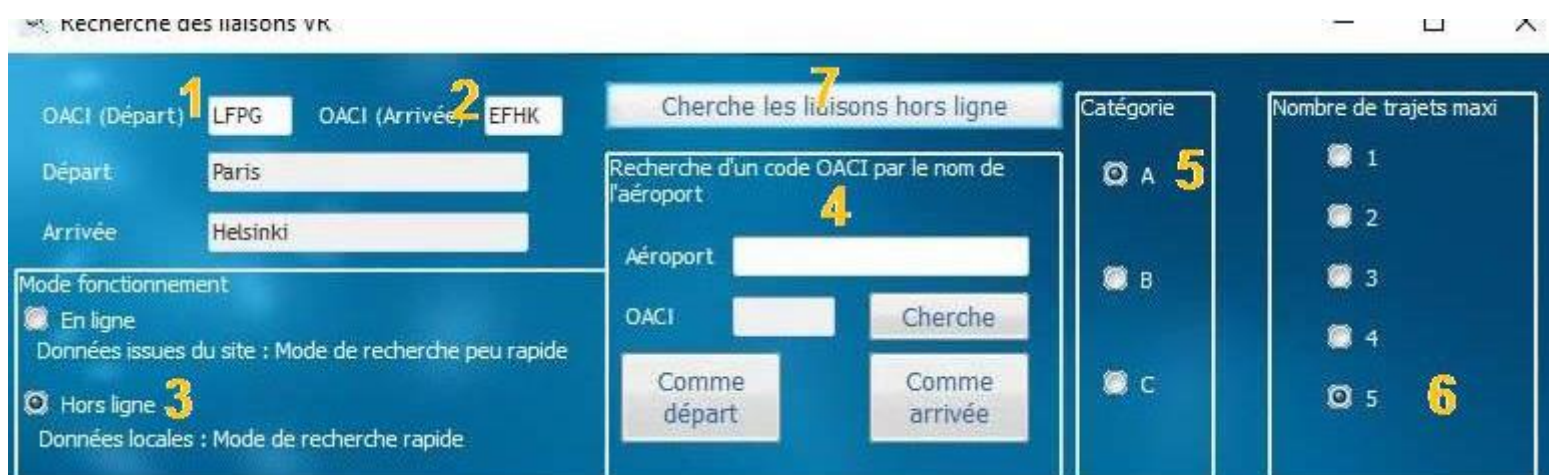 Recherche des liaisons VR
1
2
7
OACI (Départ)
LFPG
OACI (Arrivée)
EFHK
Cherche les liaisons hors ligne
Départ
Paris
Arrivée
Helsinki
Mode fonctionnement
En ligne
Données issues du site : Mode de recherche peu rapide
Hors ligne
3
Données locales : Mode de recherche rapide
Recherche d'un code OACI par le nom de
l'aéroport
4
Aéroport
OACI
Cherche
Comme
départ
Comme
arrivée
Catégorie
A
5
B
C
Nombre de trajets maxi
1
2
3
4
5
6